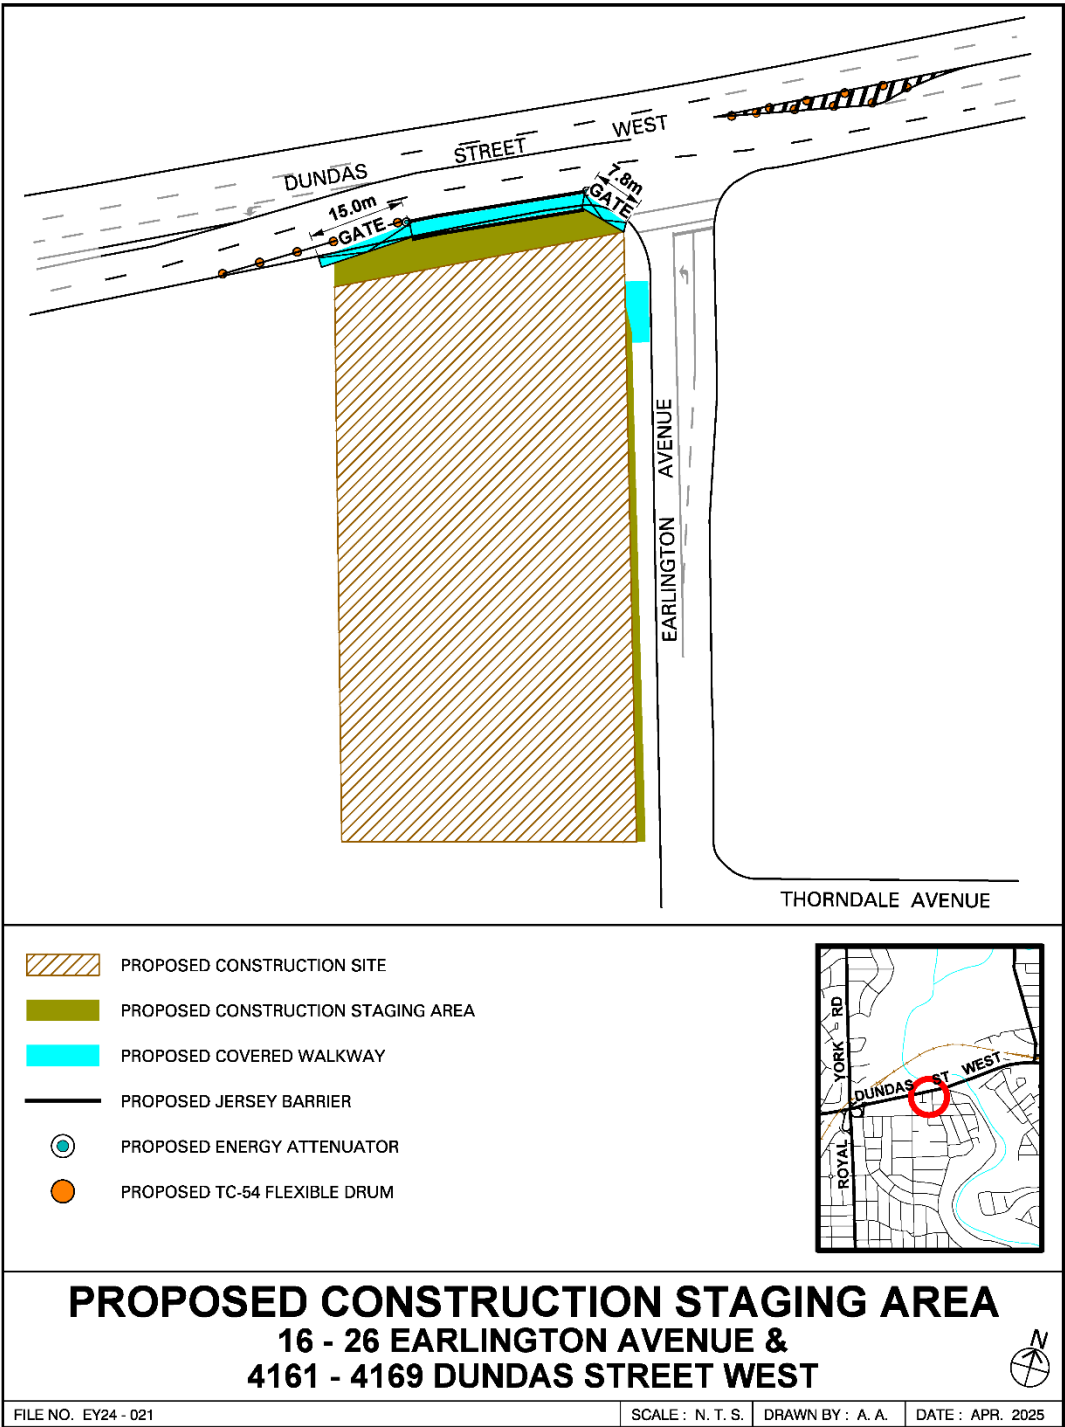 DUNDAS STREET WEST
15.0m
GATE
7.8m
GATE
EARLINGTON AVENUE
THORNDALE AVENUE
PROPOSED CONSTRUCTION SITE
PROPOSED CONSTRUCTION STAGING AREA
PROPOSED COVERED WALKWAY
PROPOSED JERSEY BARRIER
PROPOSED ENERGY ATTENUATOR
PROPOSED TC-54 FLEXIBLE DRUM
ROYAL YORK RD
DUNDAS ST WEST
PROPOSED CONSTRUCTION STAGING AREA
16 - 26 EARLINGTON AVENUE &
4161 - 4169 DUNDAS STREET WEST
N
FILE NO. EY24 - 021
SCALE : N. T. S.
DRAWN BY : A. A.
DATE : APR. 2025